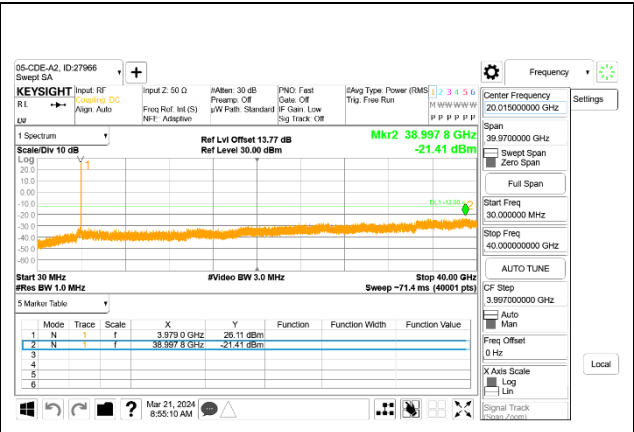 05-CDE-A2, ID:27966
Swept SA
Frequency
KEYSIGHT
RL
Input: RF
Coupling: DC
Align: Auto
Input Z: 50 Ω
Freq Ref: Int (S)
NFE: Adaptive
#Atten: 30 dB
Preamp: Off
µW Path: Standard
PNO: Fast
Gate: Off
IF Gain: Low
Sig Track: Off
#Avg Type: Power (RMS
Trig: Free Run
1 2 3 4 5 6
M W W W W W
P P P P P P
Center Frequency
20.015000000 GHz
Settings
Span
39.9700000 GHz
Swept Span
Zero Span
Full Span
Start Freq
30.000000 MHz
Stop Freq
40.000000000 GHz
AUTO TUNE
CF Step
3.997000000 GHz
Auto
Man
Freq Offset
0 Hz
X Axis Scale
Log
Lin
Signal Track
(Span Zoom)
Local
1 Spectrum
Scale/Div 10 dB
Log
Ref Lvl Offset 13.77 dB
Ref Level 30.00 dBm
Mkr2 38.997 8 GHz
-21.41 dBm
1
20.0
10.0
0.00
-10.0
-20.0
-30.0
-40.0
-50.0
-60.0
DL1 -13.00
2
Start 30 MHz
#Res BW 1.0 MHz
#Video BW 3.0 MHz
Stop 40.00 GHz
Sweep ~71.4 ms (40001 pts)
5 Marker Table
Mode Trace Scale X Y Function Function Width Function Value
1 N 1 f 3.979 0 GHz 26.11 dBm
2 N 1 f 38.997 8 GHz -21.41 dBm
3
4
5
6
?
Mar 21, 2024
8:55:10 AM